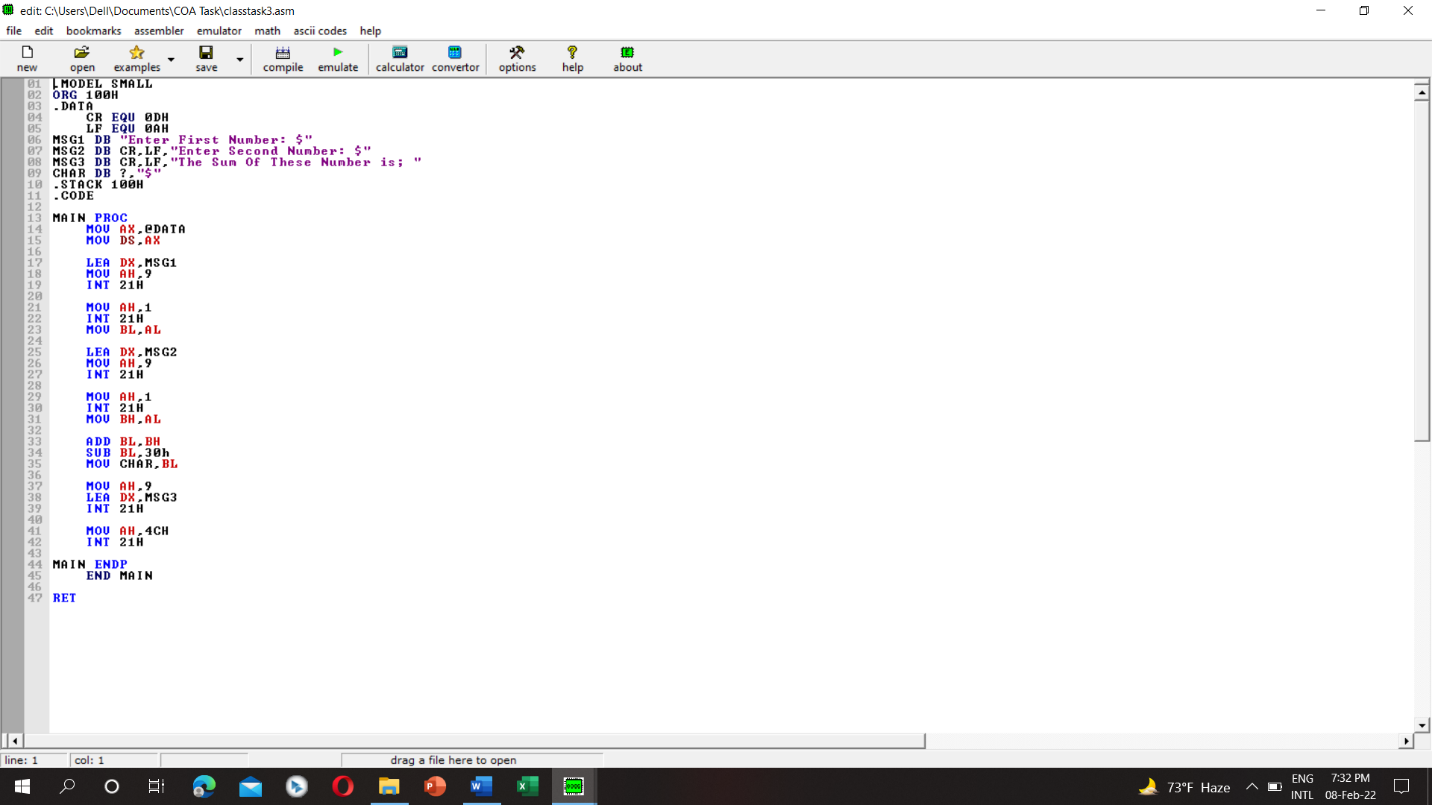 edit: C:\Users\Dell\Documents\COA Task\classtask3.asm
file edit bookmarks assembler emulator math ascii codes help
new open examples save compile emulate calculator convertor options help about
01 .MODEL SMALL
02 ORG 100H
03 .DATA
04 CR EQU 0DH
05 LF EQU 0AH
06 MSG1 DB "Enter First Number: $"
07 MSG2 DB CR,LF,"Enter Second Number: $"
08 MSG3 DB CR,LF,"The Sum Of These Number is; "
09 CHAR DB ?,"$"
10 .STACK 100H
11 .CODE
12
13 MAIN PROC
14 MOV AX,@DATA
15 MOV DS,AX
16
17 LEA DX,MSG1
18 MOV AH,9
19 INT 21H
20
21 MOV AH,1
22 INT 21H
23 MOV BL,AL
24
25 LEA DX,MSG2
26 MOV AH,9
27 INT 21H
28
29 MOV AH,1
30 INT 21H
31 MOV BH,AL
32
33 ADD BL,BH
34 SUB BL,30h
35 MOV CHAR,BL
36
37 MOV AH,9
38 LEA DX,MSG3
39 INT 21H
40
41 MOV AH,4CH
42 INT 21H
43
44 MAIN ENDP
45 END MAIN
46
47 RET
line: 1 col: 1 drag a file here to open
73°F Haze ENG 7:32 PM
INTL 08-Feb-22